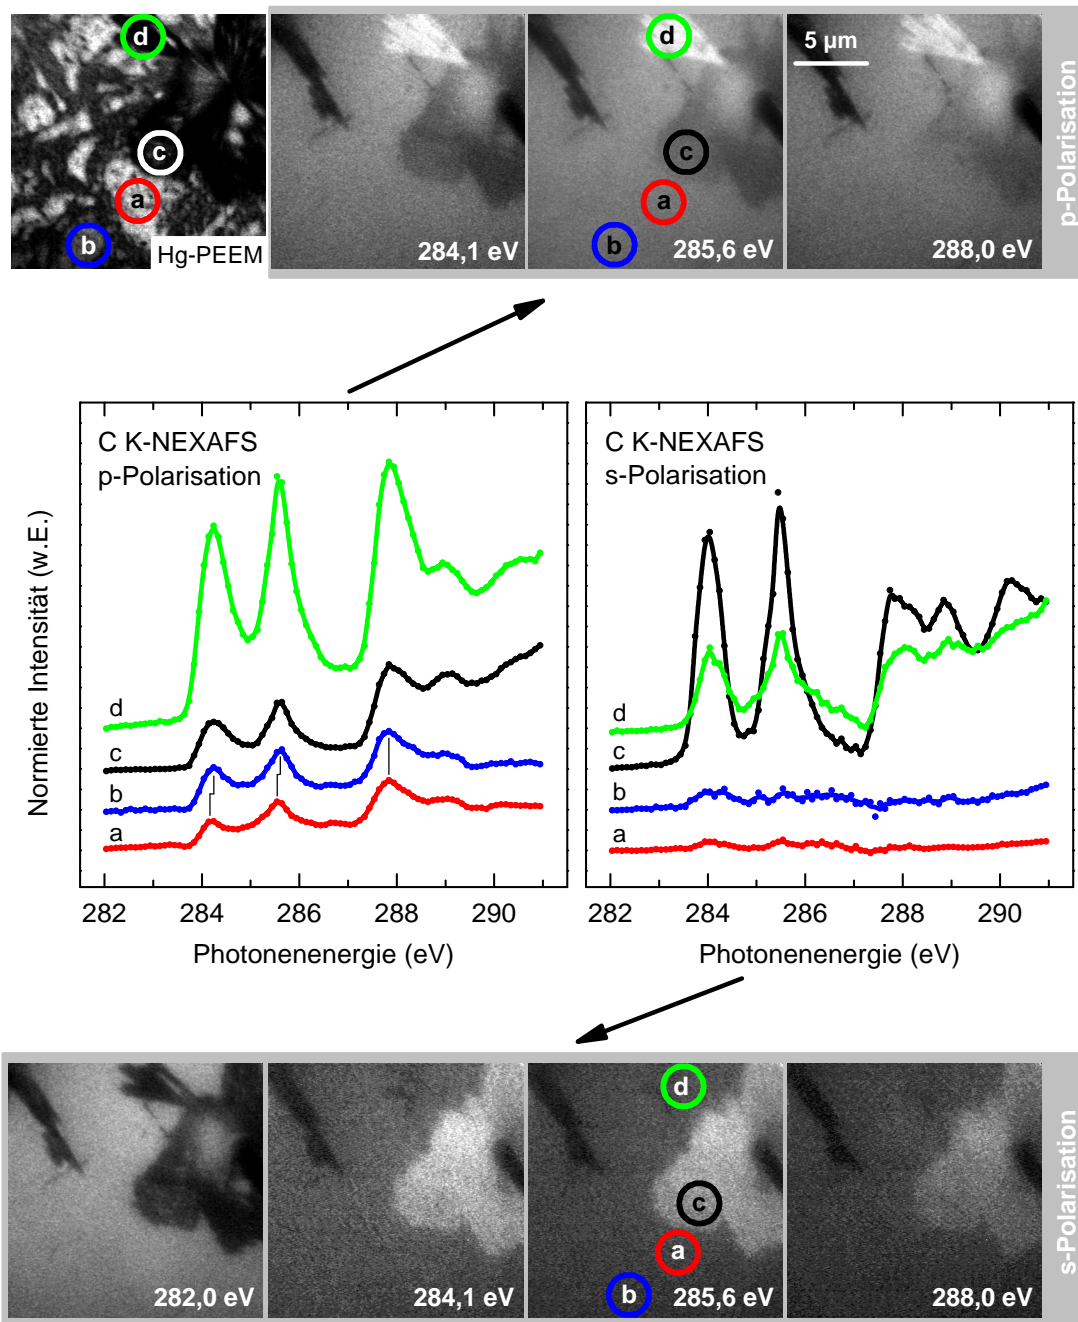 d
c
a
b
Hg-PEEM
284,1 eV
d
c
a
b
285,6 eV
5 µm
288,0 eV
p-Polarisation
C K-NEXAFS
p-Polarisation
d
c
b
a
282 284 286 288 290
Photonenenergie (eV)
Normierte Intensität (w.E.)
C K-NEXAFS
s-Polarisation
d
c
b
a
282 284 286 288 290
Photonenenergie (eV)
282,0 eV
284,1 eV
d
c
a
b
285,6 eV
288,0 eV
s-Polarisation